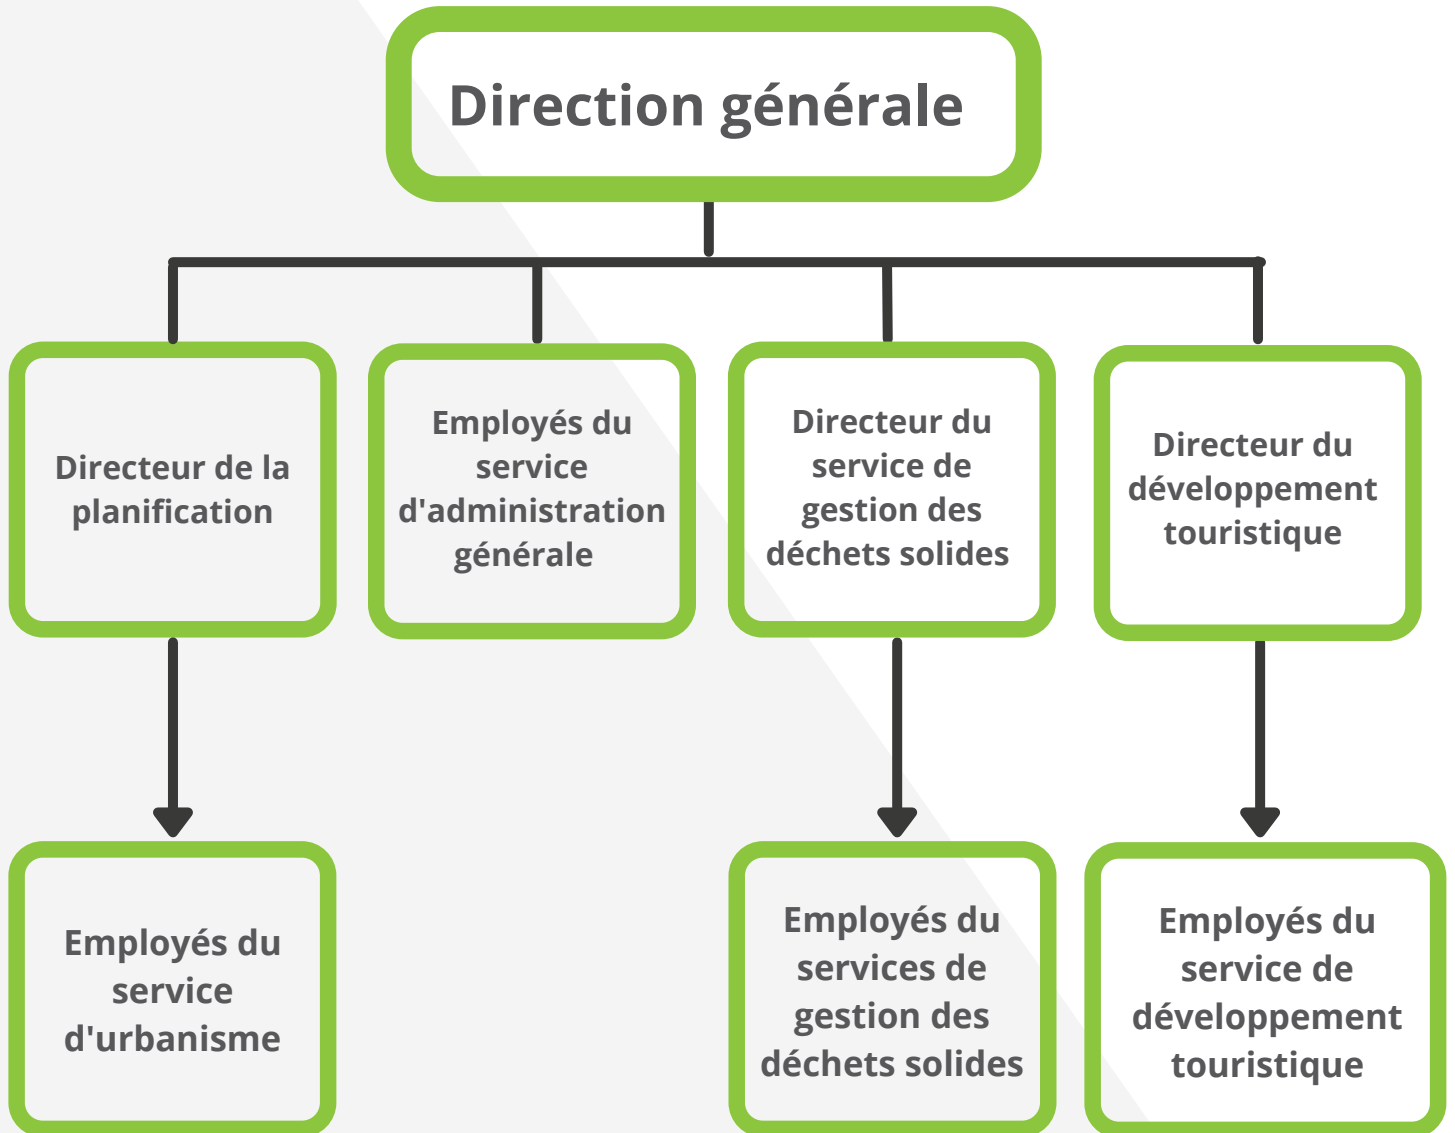 Direction générale
Directeur de la
planification
Employés du
service
d'administration
générale
Directeur du
service de
gestion des
déchets solides
Directeur du
développement
touristique
Employés du
service
d'urbanisme
Employés du
services de
gestion des
déchets solides
Employés du
service de
développement
touristique